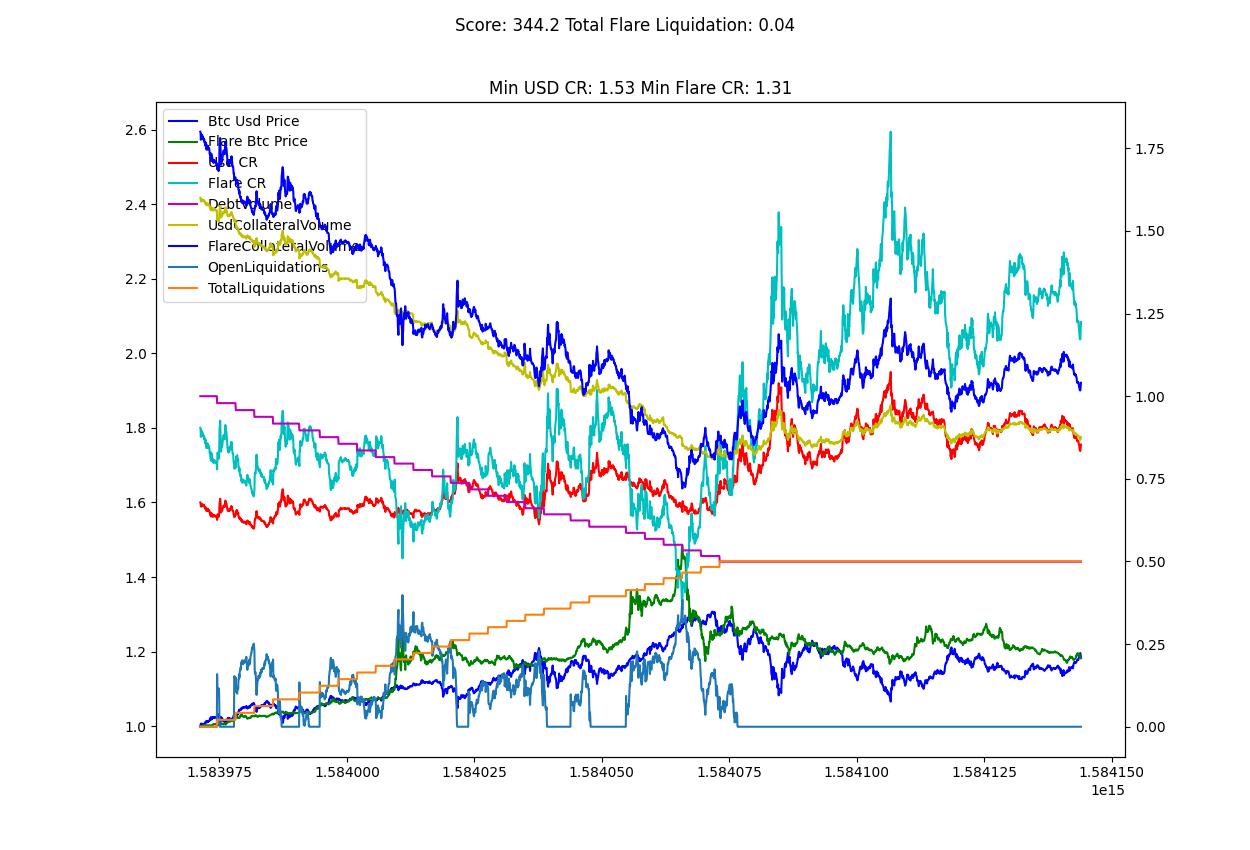 Score: 344.2 Total Flare Liquidation: 0.04
Min USD CR: 1.53 Min Flare CR: 1.31
Btc Usd Price
Flare Btc Price
Usd CR
Flare CR
DebtVolume
UsdCollateralVolume
FlareCollateralVolume
OpenLiquidations
TotalLiquidations
2.6
2.4
2.2
2.0
1.8
1.6
1.4
1.2
1.0
1.75
1.50
1.25
1.00
0.75
0.50
0.25
0.00
1.583975 1.584000 1.584025 1.584050 1.584075 1.584100 1.584125 1.584150
1e15